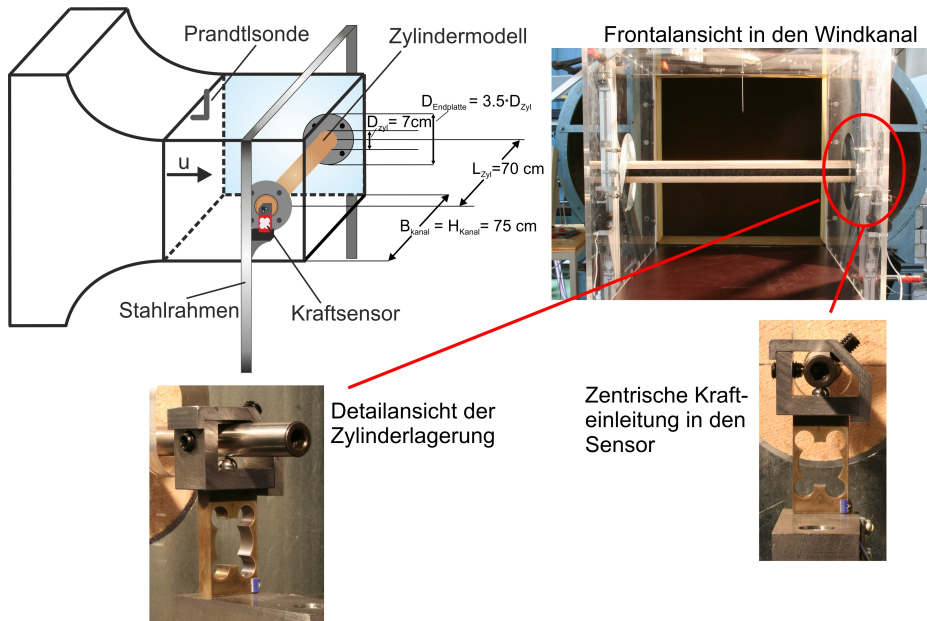 Prandtlsonde
Zylindermodell
Frontalansicht in den Windkanal
D_Endplatte = 3.5·D_Zyl
D_zyl = 7cm
u
L_Zyl=70 cm
B_kanal = H_Kanal = 75 cm
Stahlrahmen
Kraftsensor
Detailansicht der
Zylinderlagerung
Zentrische Kraft-
einleitung in den
Sensor